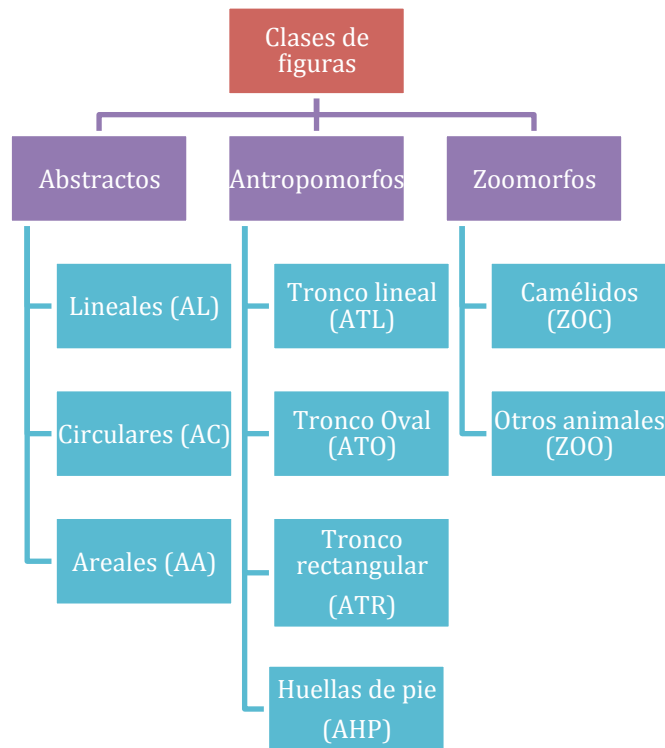 Clases de
figuras
Abstractos
Antropomorfos
Zoomorfos
Lineales (AL)
Circulares (AC)
Areales (AA)
Tronco lineal
(ATL)
Tronco Oval
(ATO)
Tronco
rectangular
(ATR)
Huellas de pie
(AHP)
Camélidos
(ZOC)
Otros animales
(ZOO)